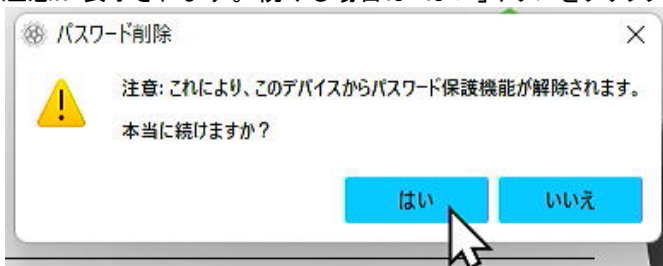 パスワード削除
注意: これにより、このデバイスからパスワード保護機能が解除されます。
本当に続けますか？
はい
いいえ